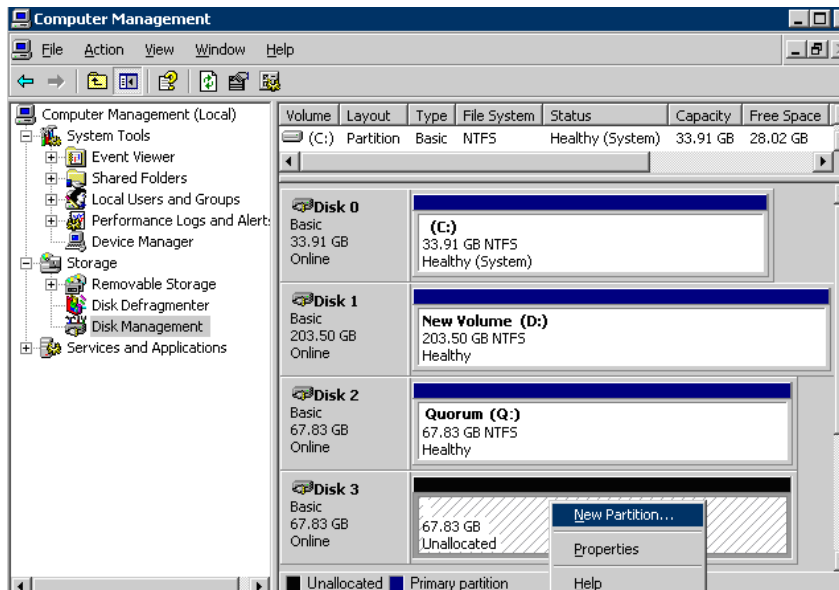 Computer Management
File Action View Window Help
Computer Management (Local)
System Tools
Event Viewer
Shared Folders
Local Users and Groups
Performance Logs and Alert:
Device Manager
Storage
Removable Storage
Disk Defragmenter
Disk Management
Services and Applications
Volume Layout Type File System Status Capacity Free Space
(C:) Partition Basic NTFS Healthy (System) 33.91 GB 28.02 GB
Disk 0
Basic
33.91 GB
Online
(C:)
33.91 GB NTFS
Healthy (System)
Disk 1
Basic
203.50 GB
Online
New Volume (D:)
203.50 GB NTFS
Healthy
Disk 2
Basic
67.83 GB
Online
Quorum (Q:)
67.83 GB NTFS
Healthy
Disk 3
Basic
67.83 GB
Online
67.83 GB
Unallocated
New Partition...
Properties
Help
Unallocated Primary partition